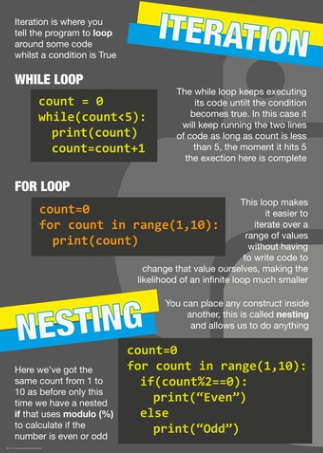 Iteration is where you
tell the program to loop
around some code
whilst a condition is True
ITERATION
WHILE LOOP
count = 0
while(count<5):
print(count)
count=count+1
The while loop keeps executing
its code untilt the condition
becomes true. In this case it
will keep running the two lines
of code as long as count is less
than 5, the moment it hits 5
the exection here is complete
FOR LOOP
count=0
for count in range(1,10):
print(count)
This loop makes
it easier to
iterate over a
range of values
without having
to write code to
change that value ourselves, making the
likelihood of an infinite loop much smaller
NESTING
You can place any construct inside
another, this is called nesting
and allows us to do anything
Here we've got the
same count from 1 to
10 as before only this
time we have a nested
if that uses modulo (%)
to calculate if the
number is even or odd
count=0
for count in range(1,10):
if(count%2==0):
print(“Even”)
else
print(“Odd”)